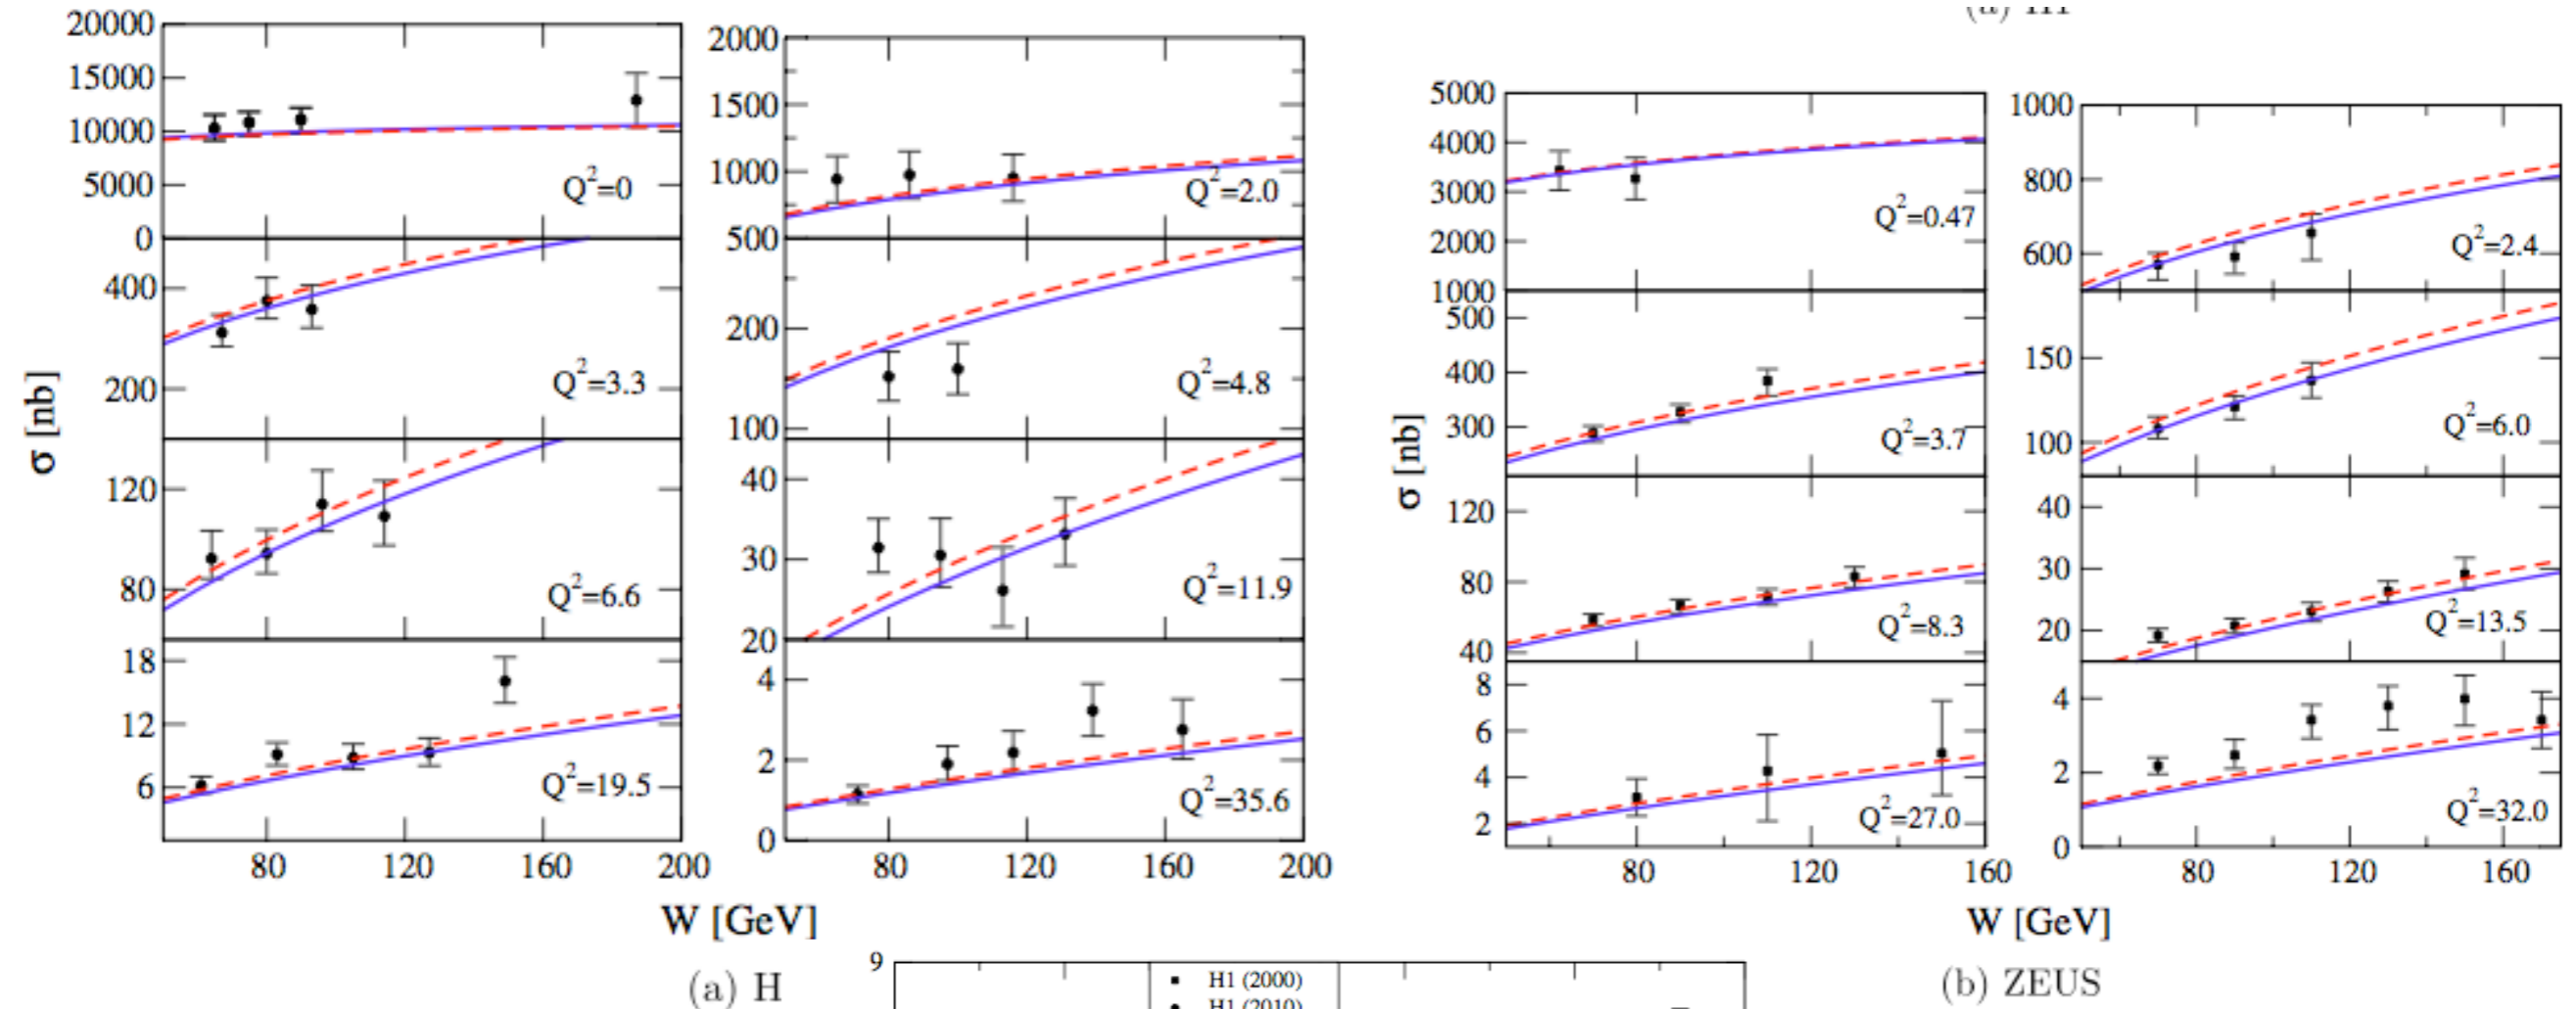 (a) H1
20000
15000
10000
5000
0
Q²=0
2000
1500
1000
500
Q²=2.0
400
200
Q²=3.3
200
100
Q²=4.8
120
80
Q²=6.6
40
30
20
Q²=11.9
18
12
6
Q²=19.5
4
2
0
Q²=35.6
σ [nb]
80 120 160 200
80 120 160 200
W [GeV]
(a) H
5000
4000
3000
2000
1000
Q²=0.47
1000
800
600
Q²=2.4
500
400
300
Q²=3.7
150
100
Q²=6.0
120
80
40
Q²=8.3
40
30
20
Q²=13.5
8
6
4
2
Q²=27.0
4
2
0
Q²=32.0
σ [nb]
80 120 160
80 120 160
W [GeV]
(b) ZEUS
9
H1 (2000)
H1 (2010)